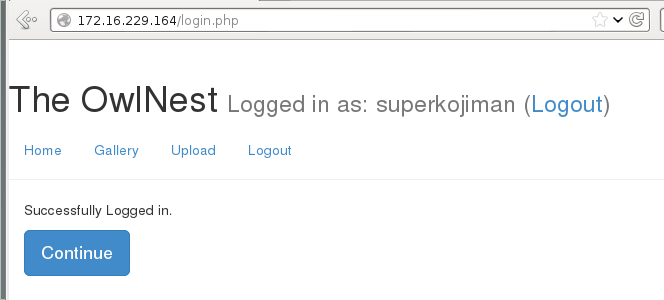 172.16.229.164/login.php
The OwlNest Logged in as: superkojiman (Logout)
Home Gallery Upload Logout
Successfully Logged in.
Continue